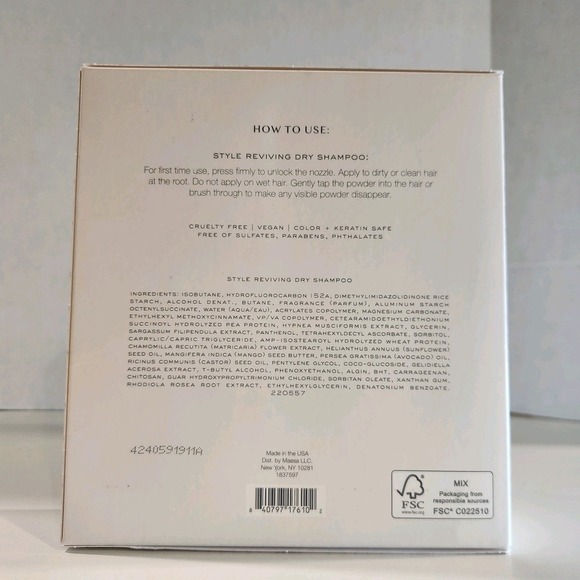 HOW TO USE:
STYLE REVIVING DRY SHAMPOO:
For first time use, press firmly to unlock the nozzle. Apply to dirty or clean hair
at the root. Do not apply on wet hair. Gently tap the powder into the hair or
brush through to make any visible powder disappear.
CRUELTY FREE | VEGAN | COLOR + KERATIN SAFE
FREE OF SULFATES, PARABENS, PHTHALATES
STYLE REVIVING DRY SHAMPOO
INGREDIENTS: ISOBUTANE, HYDROFLUOROCARBON 152A, DIMETHYLIMIDAZOLIDINONE RICE
STARCH, ALCOHOL DENAT., BUTANE, FRAGRANCE (PARFUM), ALUMINUM STARCH
OCTENYLSUCCINATE, WATER (AQUA/EAU), ACRYLATES COPOLYMER, MAGNESIUM CARBONATE,
ETHYLHEXYL METHOXYCINNAMATE, VP/VA COPOLYMER, CETEARAMIDOETHYLDIETHONIUM
SUCCINOYL HYDROLYZED PEA PROTEIN, HYPNEA MUSCIFORMIS EXTRACT, GLYCERIN,
SARGASSUM FILIPENDULA EXTRACT, PANTHENOL, TETRAHEXYLDECYL ASCORBATE, SORBITOL,
CAPRYLIC/CAPRIC TRIGLYCERIDE, AMP-ISOSTEAROYL HYDROLYZED WHEAT PROTEIN,
CHAMOMILLA RECUTITA (MATRICARIA) FLOWER EXTRACT, HELIANTHUS ANNUUS (SUNFLOWER)
SEED OIL, MANGIFERA INDICA (MANGO) SEED BUTTER, PERSEA GRATISSIMA (AVOCADO) OIL,
RICINUS COMMUNIS (CASTOR) SEED OIL, PENTYLENE GLYCOL, COCO-GLUCOSIDE, GELIDIELLA
ACEROSA EXTRACT, T-BUTYL ALCOHOL, PHENOXYETHANOL, ALGIN, BHT, CARRAGEENAN,
CHITOSAN, GUAR HYDROXYPROPYLTRIMONIUM CHLORIDE, SORBITAN OLEATE, XANTHAN GUM,
RHODIOLA ROSEA ROOT EXTRACT, ETHYLHEXYLGLYCERIN, DENATONIUM BENZOATE.
220557
4240591911A
Made in the USA
Dist. by Maesa LLC.
New York, NY 10281
1837597
8 40797 17610 2
FSC
www.fsc.org
MIX
Packaging from
responsible sources
FSC® C022510